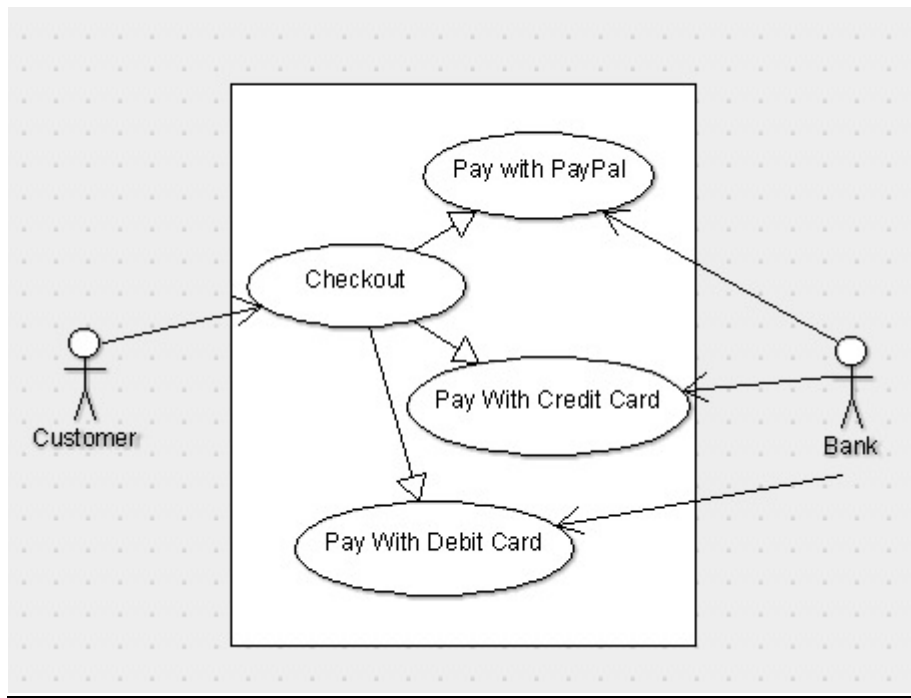 Pay with PayPal
Checkout
Customer
Pay With Credit Card
Bank
Pay With Debit Card